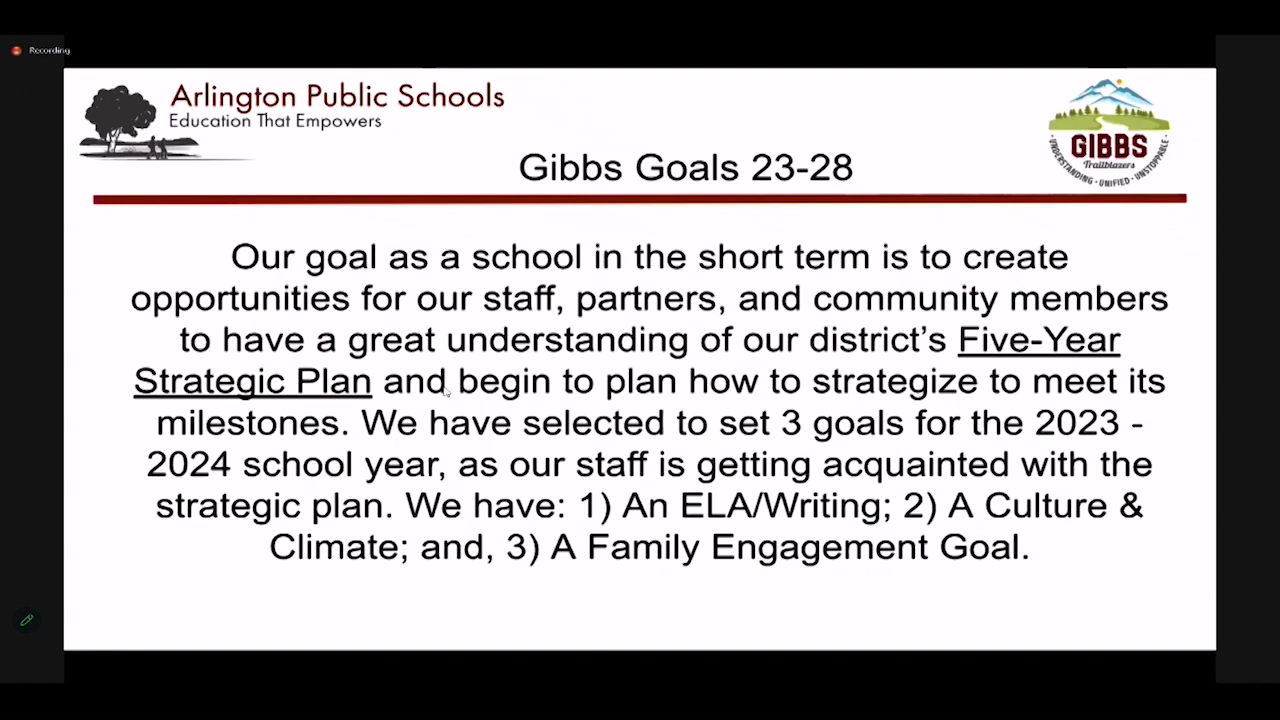 Recording
Arlington Public Schools
Education That Empowers
GIBBS
Trailblazers
UNDERSTANDING · UNIFIED · UNSTOPPABLE
Gibbs Goals 23-28
Our goal as a school in the short term is to create
opportunities for our staff, partners, and community members
to have a great understanding of our district’s Five-Year
Strategic Plan and begin to plan how to strategize to meet its
milestones. We have selected to set 3 goals for the 2023 -
2024 school year, as our staff is getting acquainted with the
strategic plan. We have: 1) An ELA/Writing; 2) A Culture &
Climate; and, 3) A Family Engagement Goal.